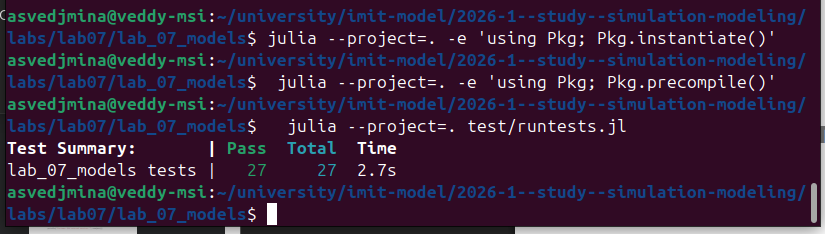 asvedjmina@veddy-msi:~/university/imit-model/2026-1--study--simulation-modeling/
labs/lab07/lab_07_models$ julia --project=. -e 'using Pkg; Pkg.instantiate()'
asvedjmina@veddy-msi:~/university/imit-model/2026-1--study--simulation-modeling/
labs/lab07/lab_07_models$  julia --project=. -e 'using Pkg; Pkg.precompile()'
asvedjmina@veddy-msi:~/university/imit-model/2026-1--study--simulation-modeling/
labs/lab07/lab_07_models$   julia --project=. test/runtests.jl
Test Summary:       | Pass  Total  Time
lab_07_models tests |   27     27  2.7s
asvedjmina@veddy-msi:~/university/imit-model/2026-1--study--simulation-modeling/
labs/lab07/lab_07_models$